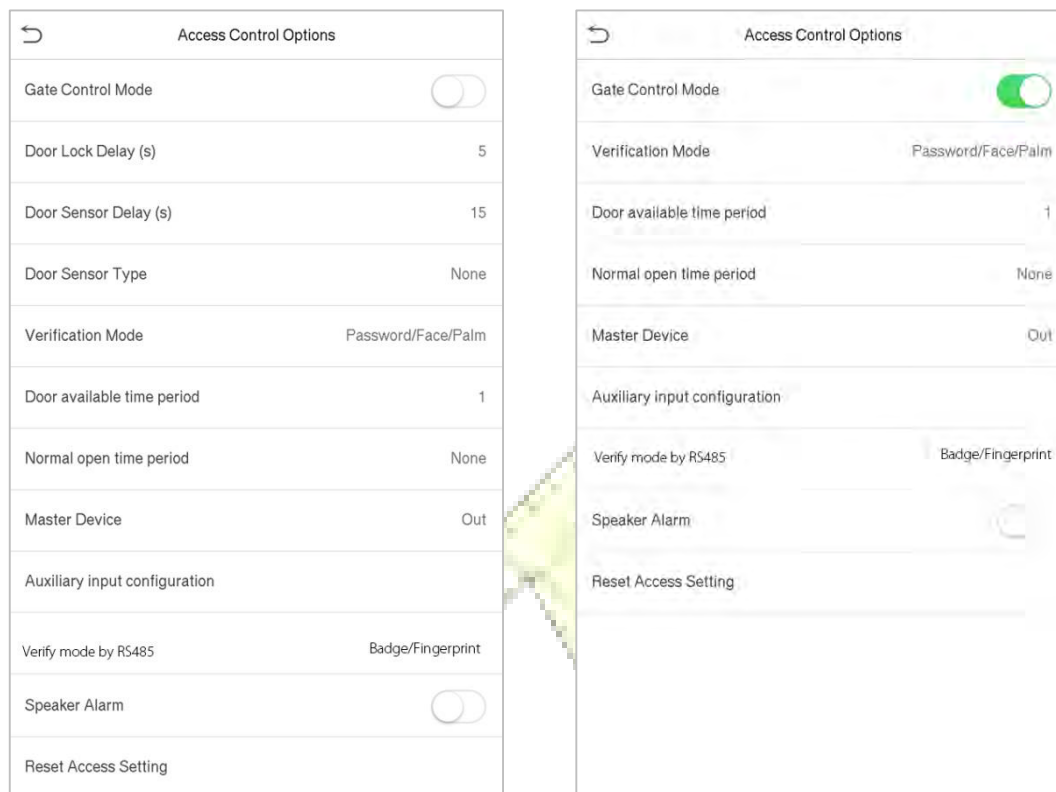 Access Control Options
Gate Control Mode
Door Lock Delay (s) 5
Door Sensor Delay (s) 15
Door Sensor Type None
Verification Mode Password/Face/Palm
Door available time period 1
Normal open time period None
Master Device Out
Auxiliary input configuration
Verify mode by RS485 Badge/Fingerprint
Speaker Alarm
Reset Access Setting
Access Control Options
Gate Control Mode
Verification Mode Password/Face/Palm
Door available time period 1
Normal open time period None
Master Device Out
Auxiliary input configuration
Verify mode by RS485 Badge/Fingerprint
Speaker Alarm
Reset Access Setting